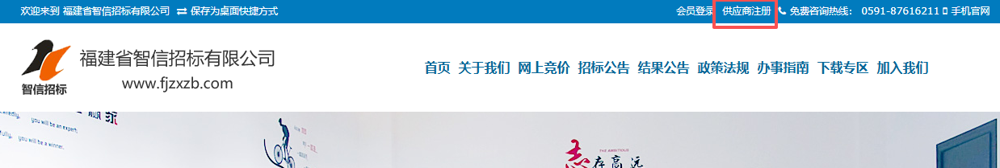 欢迎来到 福建省智信招标有限公司 保存为桌面快捷方式 会员登录 供应商注册 免费咨询热线： 0591-87616211 手机官网
福建省智信招标有限公司
www.fjzxzb.com
智信招标
首页 关于我们 网上竞价 招标公告 结果公告 政策法规 办事指南 下载专区 加入我们
you will be an expert.
you will be a winner.
THE AMBITIOUS
志存高远